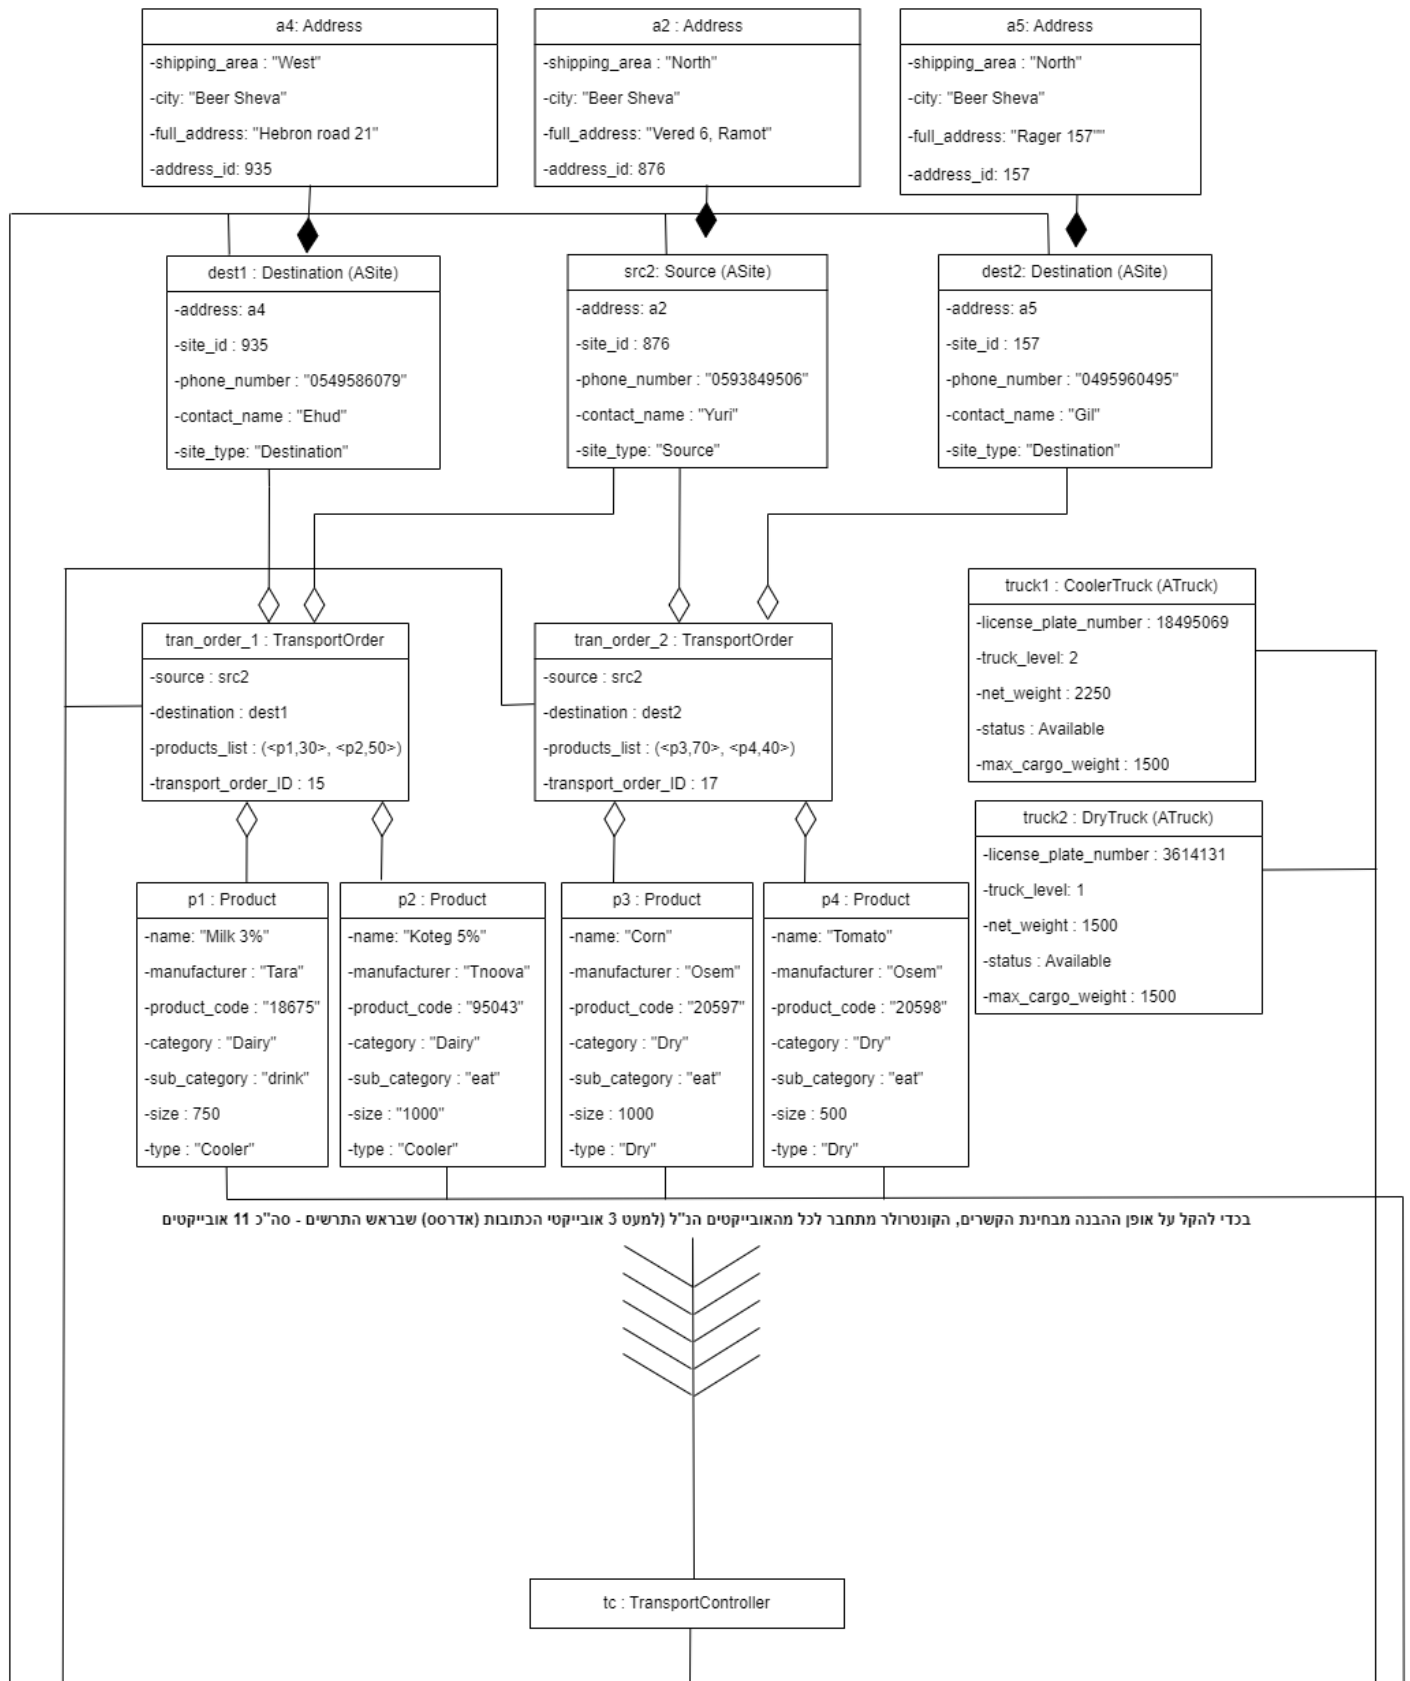 a4: Address
-shipping_area : "West"
-city: "Beer Sheva"
-full_address: "Hebron road 21"
-address_id: 935
a2 : Address
-shipping_area : "North"
-city: "Beer Sheva"
-full_address: "Vered 6, Ramot"
-address_id: 876
a5: Address
-shipping_area : "North"
-city: "Beer Sheva"
-full_address: "Rager 157""
-address_id: 157
dest1 : Destination (ASite)
-address: a4
-site_id : 935
-phone_number : "0549586079"
-contact_name : "Ehud"
-site_type: "Destination"
src2: Source (ASite)
-address: a2
-site_id : 876
-phone_number : "0593849506"
-contact_name : "Yuri"
-site_type: "Source"
dest2: Destination (ASite)
-address: a5
-site_id : 157
-phone_number : "0495960495"
-contact_name : "Gil"
-site_type: "Destination"
tran_order_1 : TransportOrder
-source : src2
-destination : dest1
-products_list : (<p1,30>, <p2,50>)
-transport_order_ID : 15
tran_order_2 : TransportOrder
-source : src2
-destination : dest2
-products_list : (<p3,70>, <p4,40>)
-transport_order_ID : 17
truck1 : CoolerTruck (ATruck)
-license_plate_number : 18495069
-truck_level: 2
-net_weight : 2250
-status : Available
-max_cargo_weight : 1500
truck2 : DryTruck (ATruck)
-license_plate_number : 3614131
-truck_level: 1
-net_weight : 1500
-status : Available
-max_cargo_weight : 1500
p1 : Product
-name: "Milk 3%"
-manufacturer : "Tara"
-product_code : "18675"
-category : "Dairy"
-sub_category : "drink"
-size : 750
-type : "Cooler"
p2 : Product
-name: "Koteg 5%"
-manufacturer : "Tnoova"
-product_code : "95043"
-category : "Dairy"
-sub_category : "eat"
-size : "1000"
-type : "Cooler"
p3 : Product
-name: "Corn"
-manufacturer : "Osem"
-product_code : "20597"
-category : "Dry"
-sub_category : "eat"
-size : 1000
-type : "Dry"
p4 : Product
-name: "Tomato"
-manufacturer : "Osem"
-product_code : "20598"
-category : "Dry"
-sub_category : "eat"
-size : 500
-type : "Dry"
בכדי להקל על אופן ההבנה מבחינת הקשרים, הקונטרולר מתחבר לכל מהאובייקטים הנ"ל (למעט 3 אובייקטי הכתובות (אדרסס) שבראש התרשים - סה"כ 11 אובייקטים
tc : TransportController